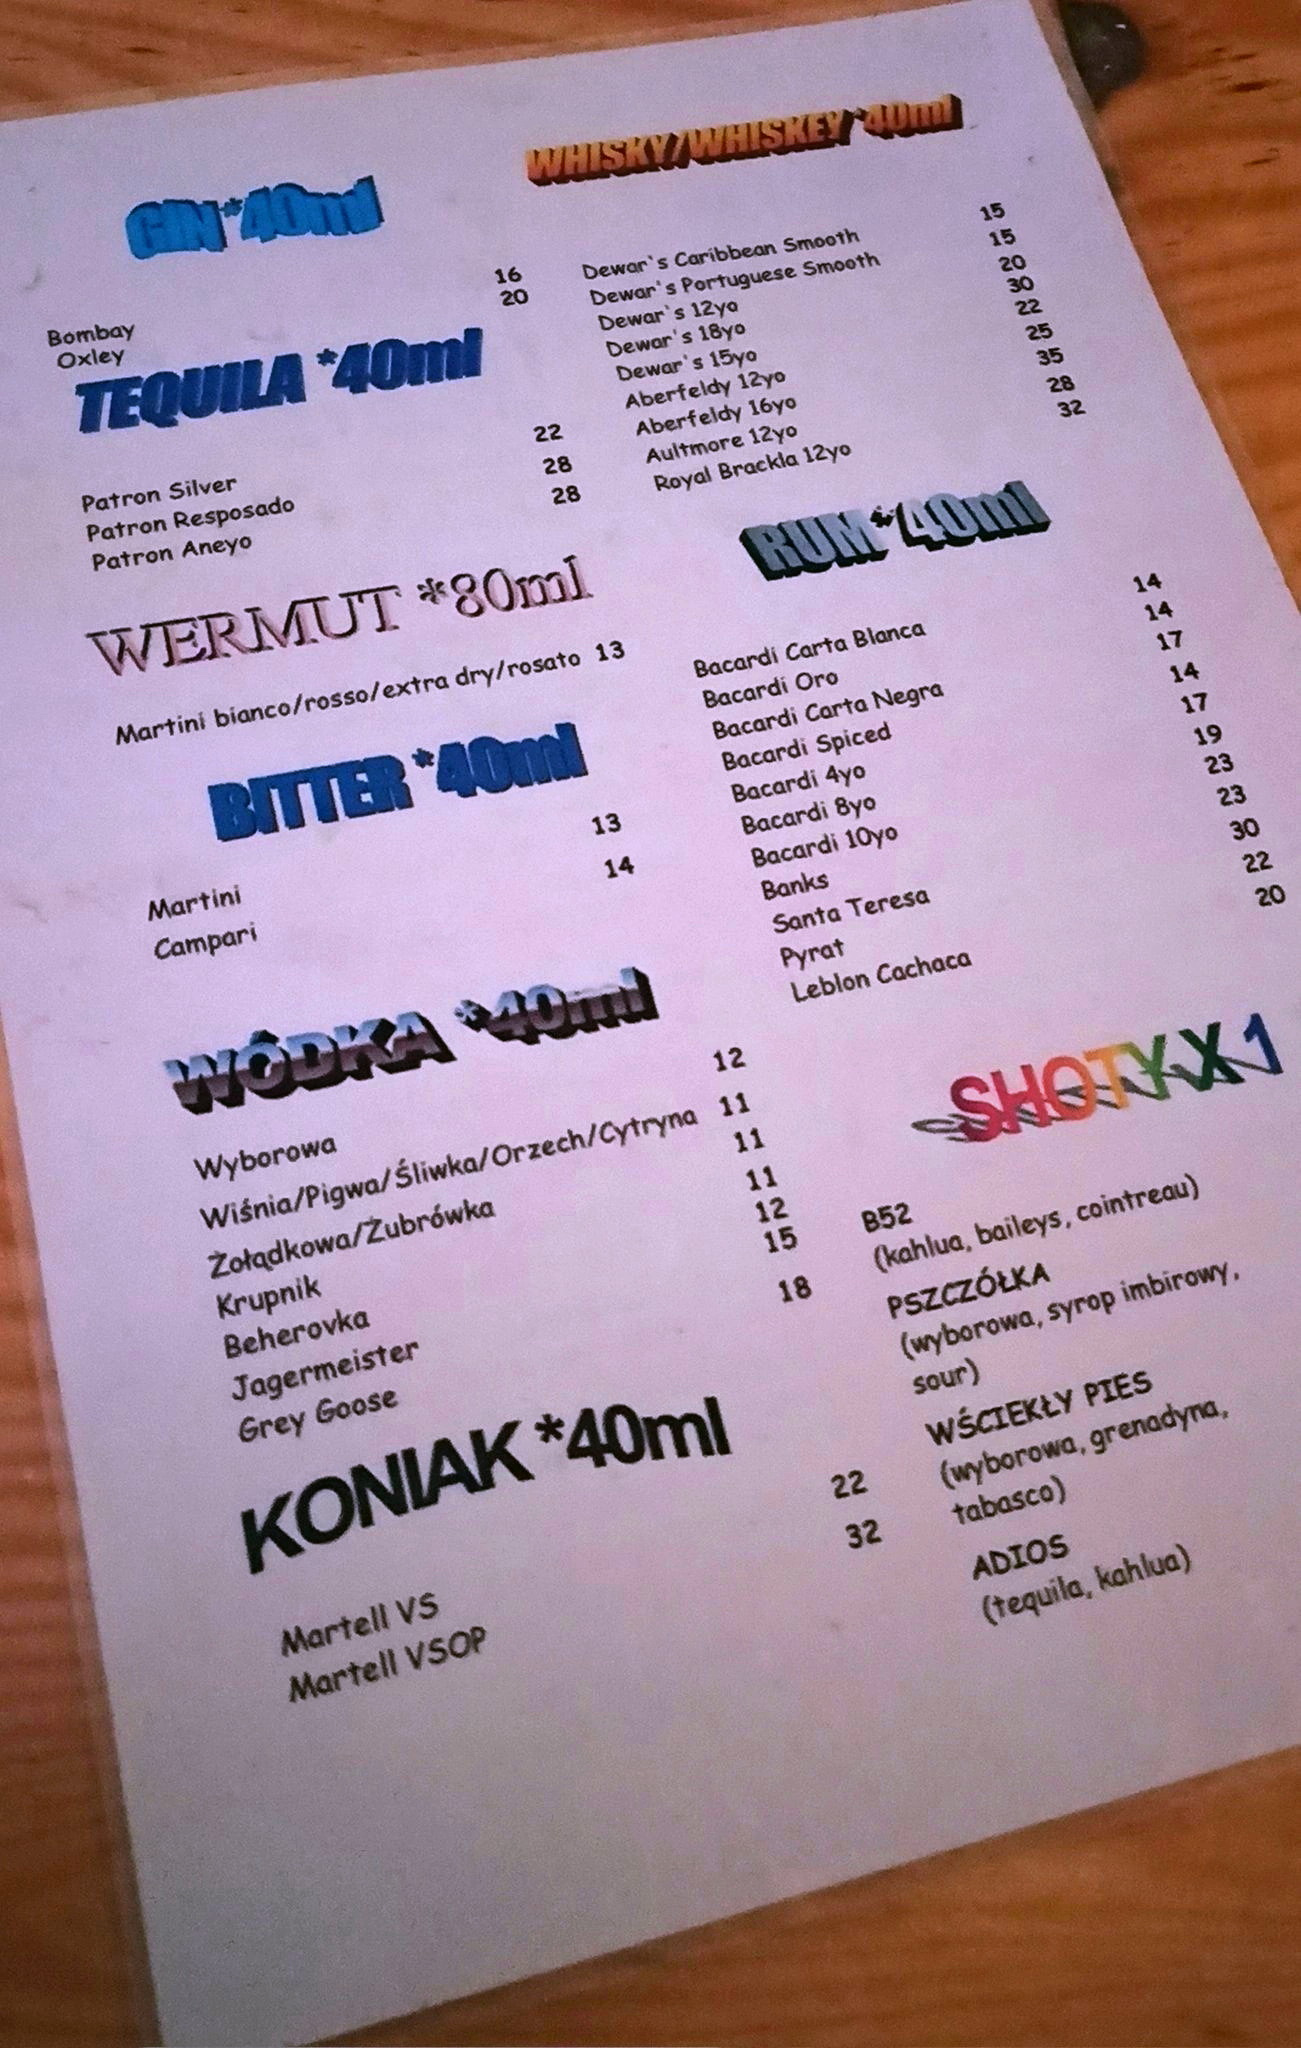 GIN*40ml
Bombay 16
Oxley 20
TEQUILA *40ml
Patron Silver 22
Patron Resposado 28
Patron Aneyo 28
WERMUT *80ml
Martini bianco/rosso/extra dry/rosato 13
BITTER *40ml
Martini 13
Campari 14
WÓDKA *40ml
Wyborowa 12
Wiśnia/Pigwa/Śliwka/Orzech/Cytryna 11
Żołądkowa/Żubrówka 11
Krupnik 11
Beherovka 12
Jagermeister 15
Grey Goose 18
KONIAK *40ml
Martell VS 22
Martell VSOP 32
WHISKY/WHISKEY *40ml
Dewar's Caribbean Smooth 15
Dewar's Portuguese Smooth 15
Dewar's 12yo 20
Dewar's 18yo 30
Dewar's 15yo 22
Aberfeldy 12yo 25
Aberfeldy 16yo 35
Aultmore 12yo 28
Royal Brackla 12yo 32
RUM*40ml
Bacardi Carta Blanca 14
Bacardi Oro 14
Bacardi Carta Negra 17
Bacardi Spiced 14
Bacardi 4yo 17
Bacardi 8yo 19
Bacardi 10yo 23
Banks 23
Santa Teresa 30
Pyrat 22
Leblon Cachaca 20
SHOTY X 1
B52
(kahlua, baileys, cointreau)
PSZCZÓŁKA
(wyborowa, syrop imbirowy,
sour)
WŚCIEKŁY PIES
(wyborowa, grenadyna,
tabasco)
ADIOS
(tequila, kahlua)